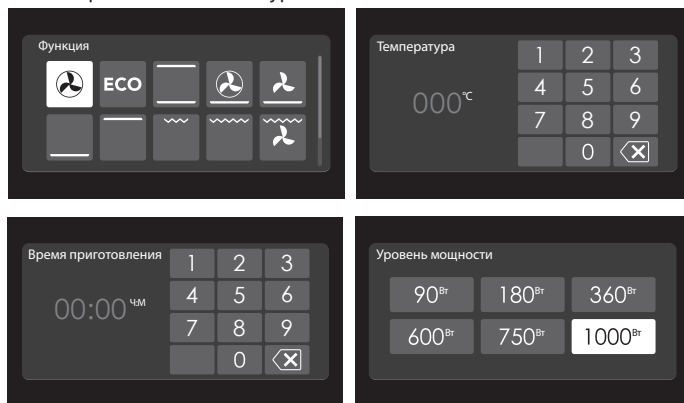 Функция
ECO
Температура
000°C
1 2 3
4 5 6
7 8 9
0
Время приготовления
00:00 Ч:М
1 2 3
4 5 6
7 8 9
0
Уровень мощности
90Вт 180Вт 360Вт
600Вт 750Вт 1000Вт